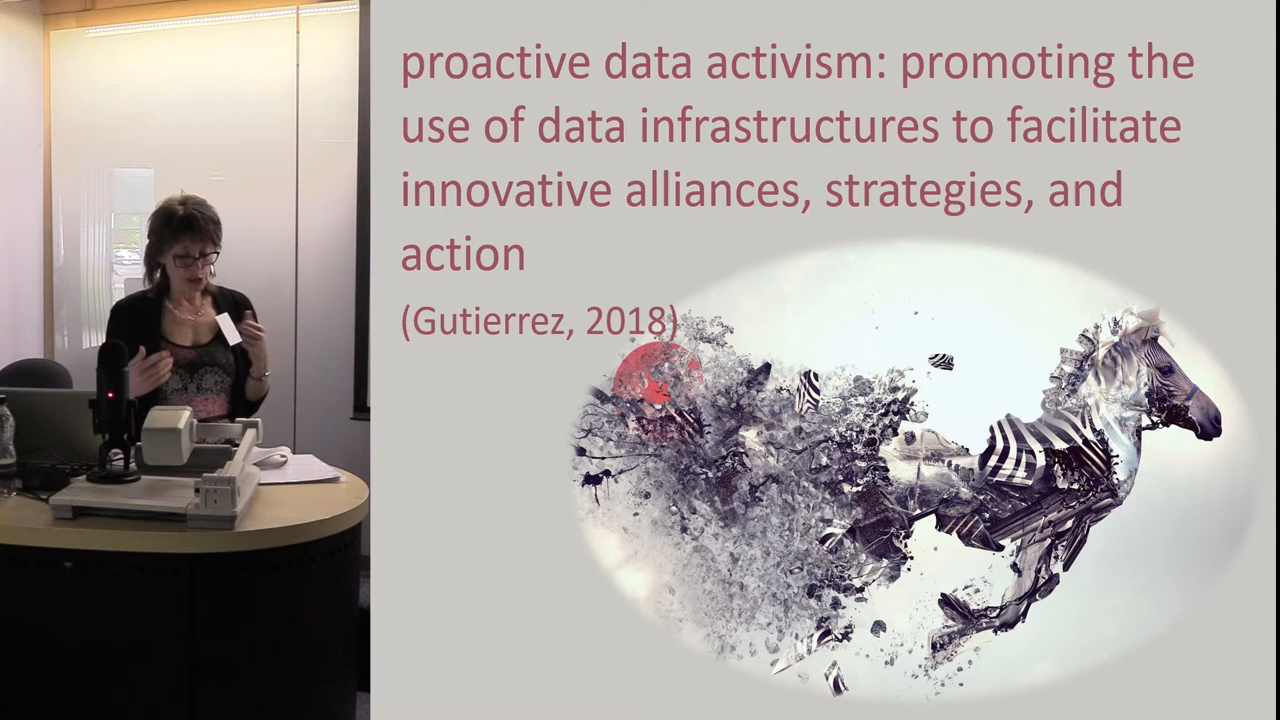 proactive data activism: promoting the
use of data infrastructures to facilitate
innovative alliances, strategies, and
action
(Gutierrez, 2018)